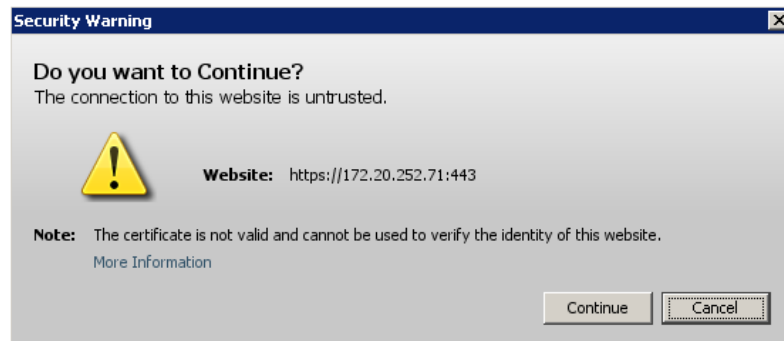 Security Warning
Do you want to Continue?
The connection to this website is untrusted.
Website: https://172.20.252.71:443
Note: The certificate is not valid and cannot be used to verify the identity of this website.
More Information
Continue Cancel